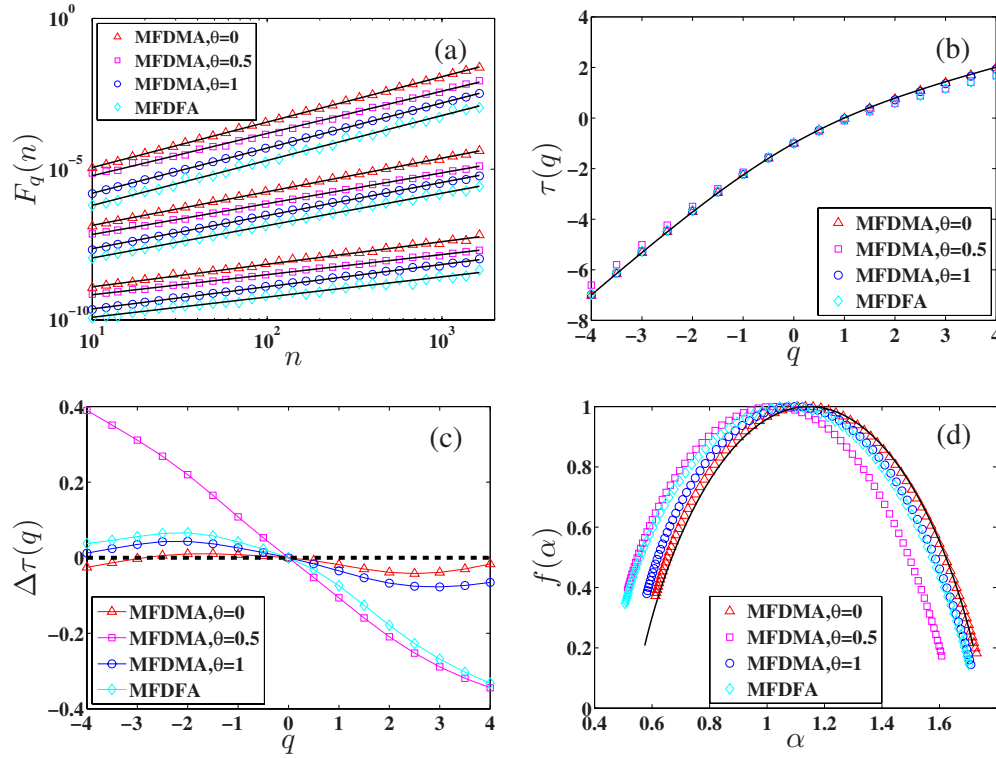 10^0
10^-5
10^-10
F_q(n)
MFDMA,θ=0
MFDMA,θ=0.5
MFDMA,θ=1
MFDFA
(a)
10^1
10^2
10^3
n
4
2
0
−2
−4
−6
−8
τ(q)
(b)
MFDMA,θ=0
MFDMA,θ=0.5
MFDMA,θ=1
MFDFA
−4
−3
−2
−1
0
1
2
3
4
q
0.4
0.2
0
−0.2
−0.4
Δτ(q)
(c)
MFDMA,θ=0
MFDMA,θ=0.5
MFDMA,θ=1
MFDFA
−4
−3
−2
−1
0
1
2
3
4
q
1
0.8
0.6
0.4
0.2
0
f(α)
(d)
MFDMA,θ=0
MFDMA,θ=0.5
MFDMA,θ=1
MFDFA
0.4
0.6
0.8
1
1.2
1.4
1.6
α